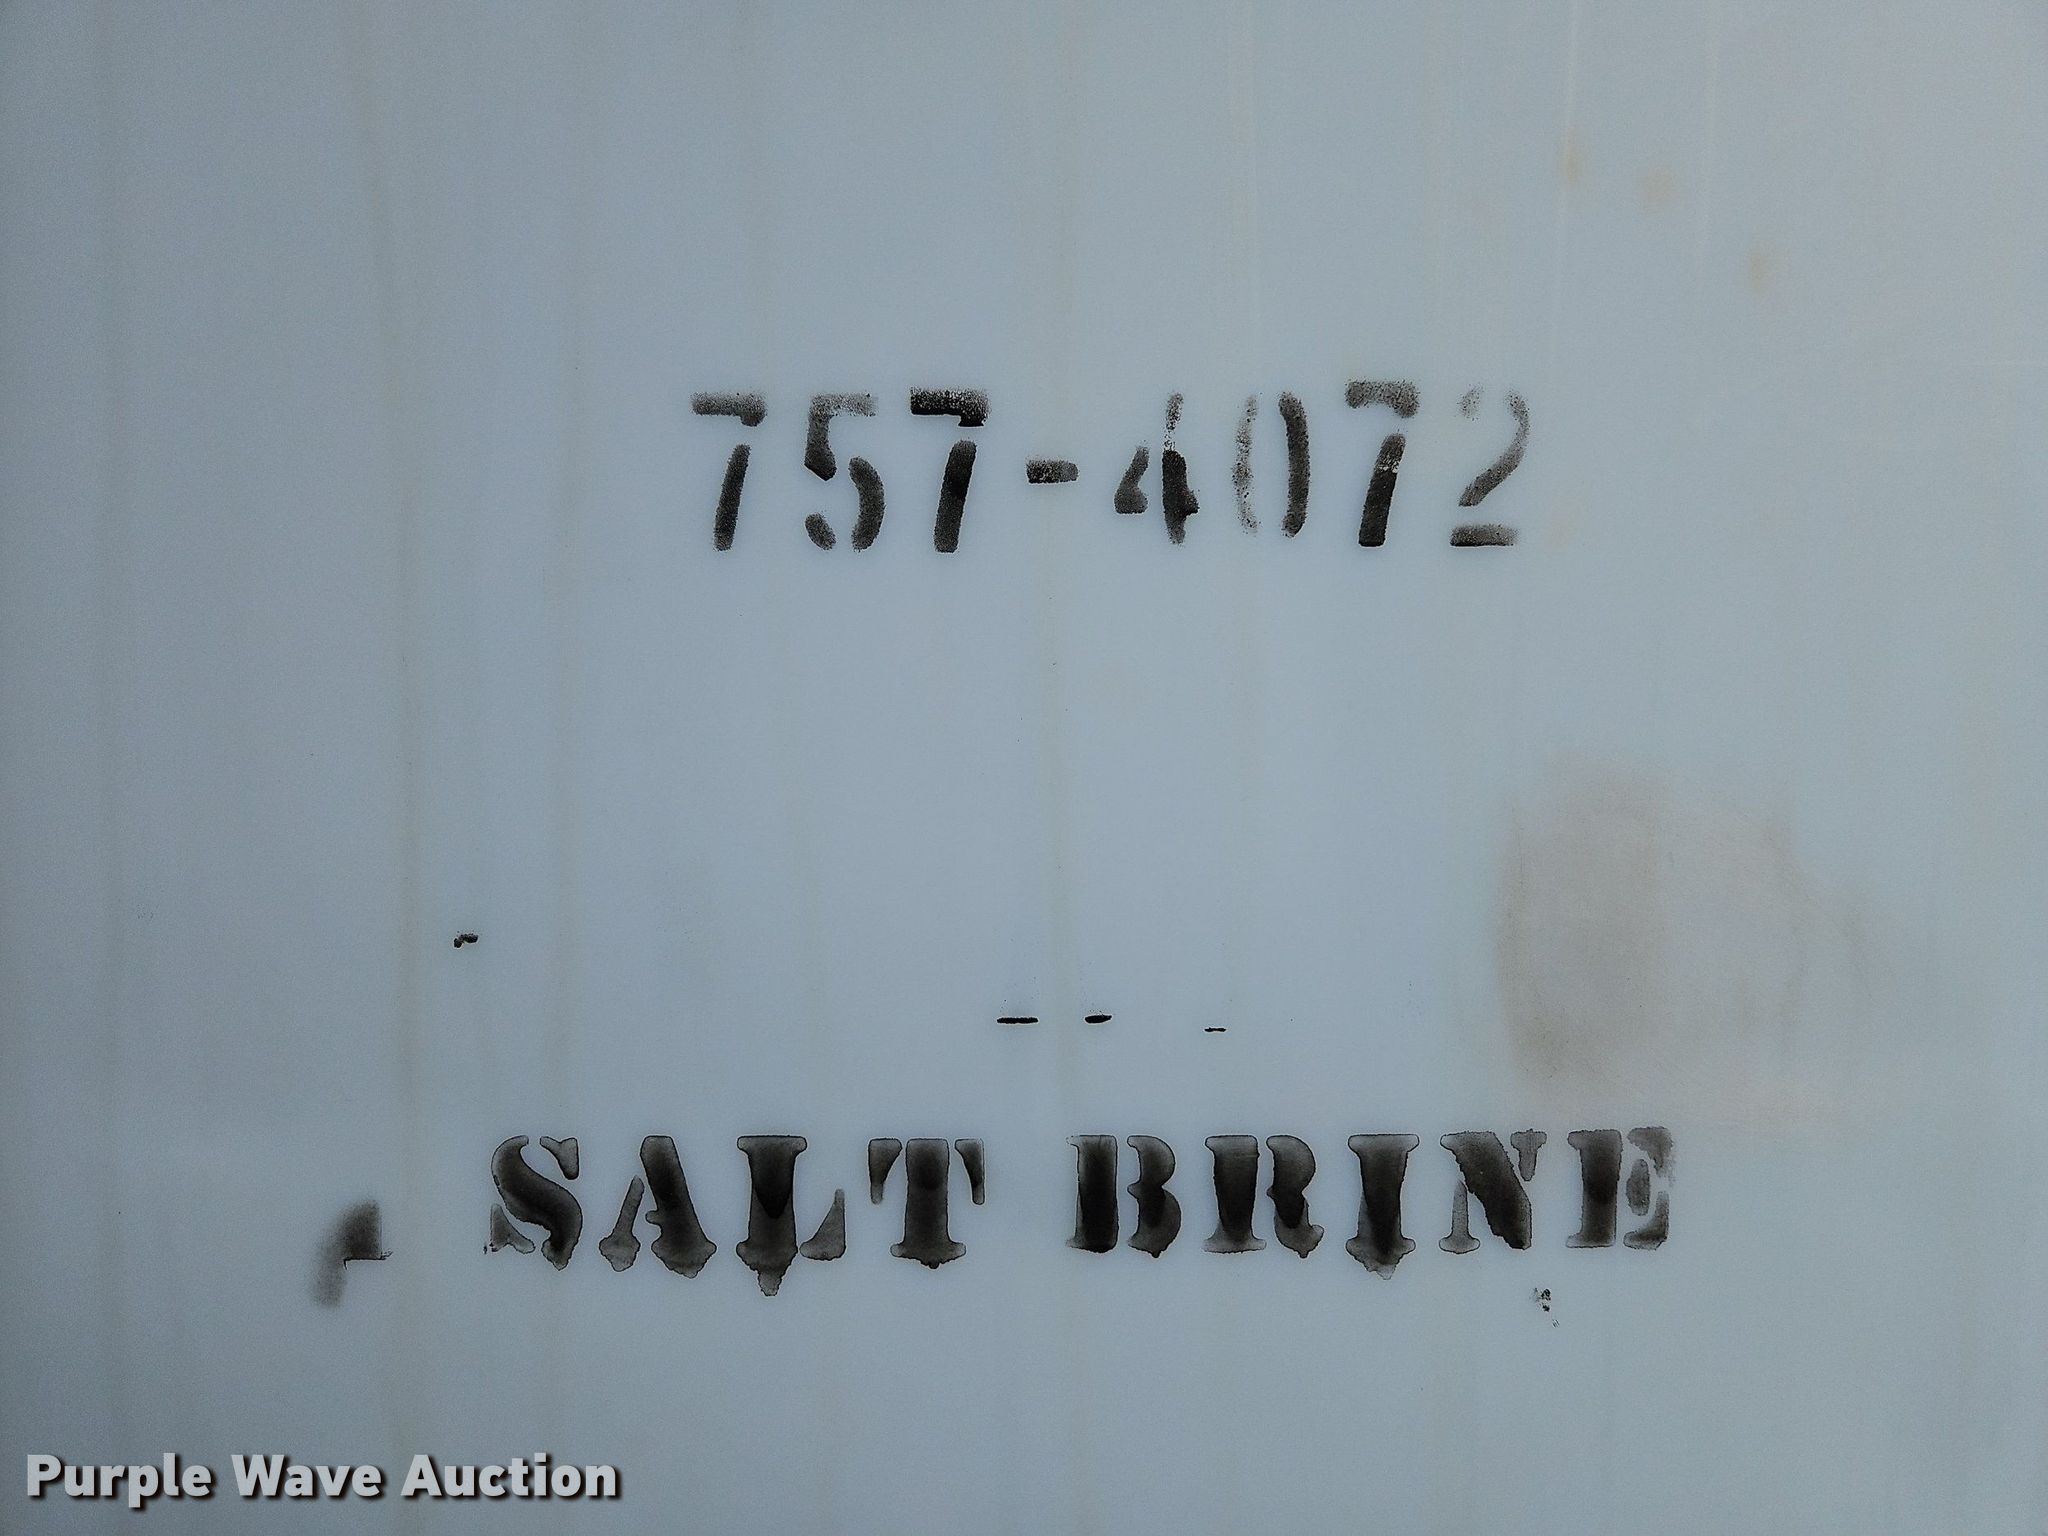 757-4072
SALT BRINE
Purple Wave Auction